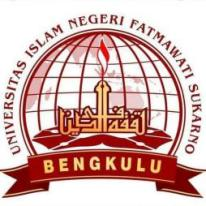 UNIVERSITAS ISLAM NEGERI FATMAWATI SUKARNO
BENGKULU